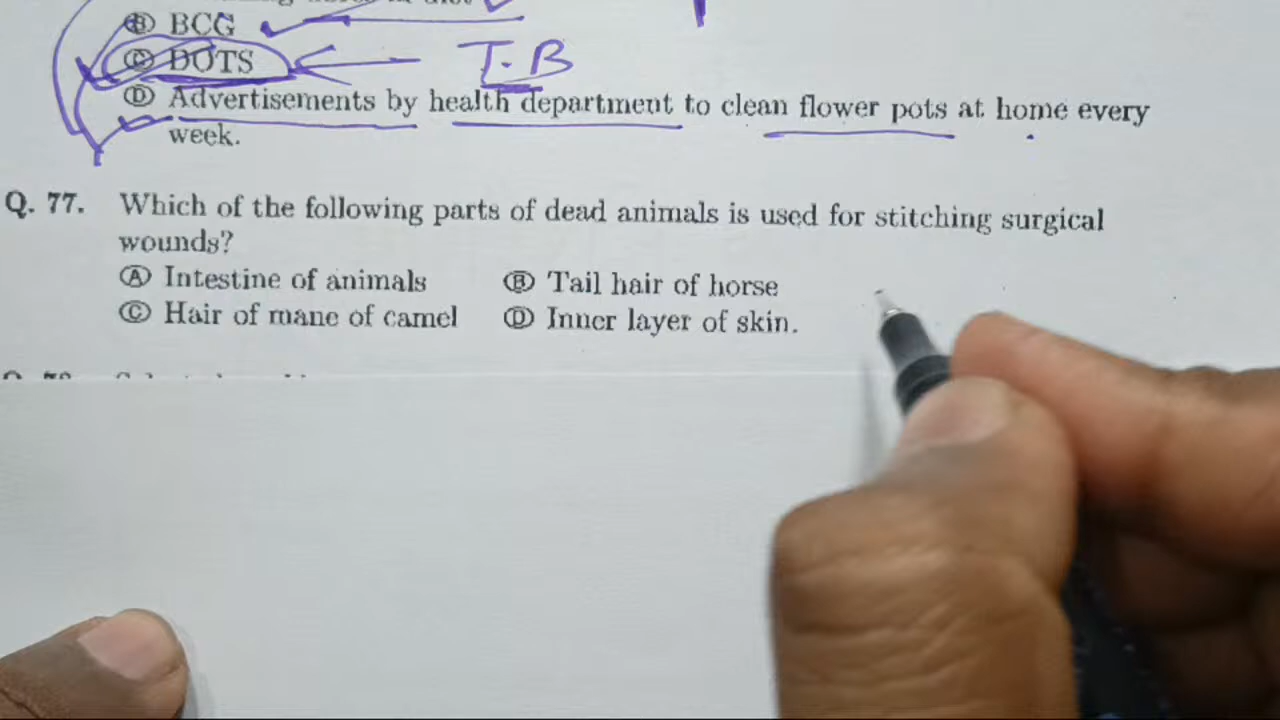 Ⓑ BCG
Ⓒ DOTS
T.B
Ⓓ Advertisements by health department to clean flower pots at home every
week.
Q. 77. Which of the following parts of dead animals is used for stitching surgical
wounds?
Ⓐ Intestine of animals Ⓑ Tail hair of horse
Ⓒ Hair of mane of camel Ⓓ Inner layer of skin.